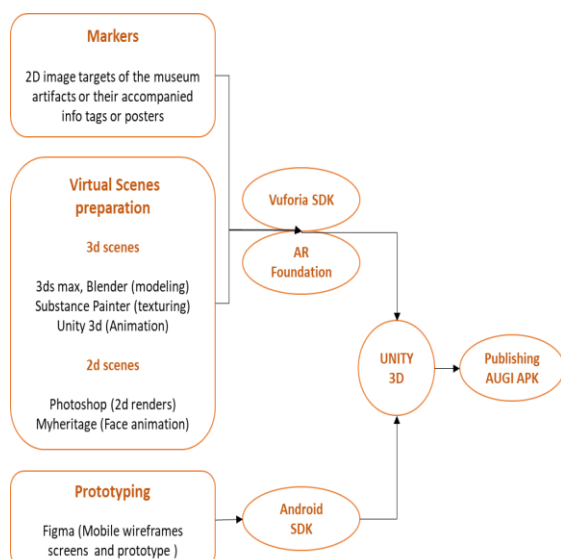 Markers
2D image targets of the museum
artifacts or their accompanied
info tags or posters
Virtual Scenes
preparation
3d scenes
3ds max, Blender (modeling)
Substance Painter (texturing)
Unity 3d (Animation)
2d scenes
Photoshop (2d renders)
Myheritage (Face animation)
Prototyping
Figma (Mobile wireframes
screens and prototype )
Vuforia SDK
AR
Foundation
Android
SDK
UNITY
3D
Publishing
AUGI APK